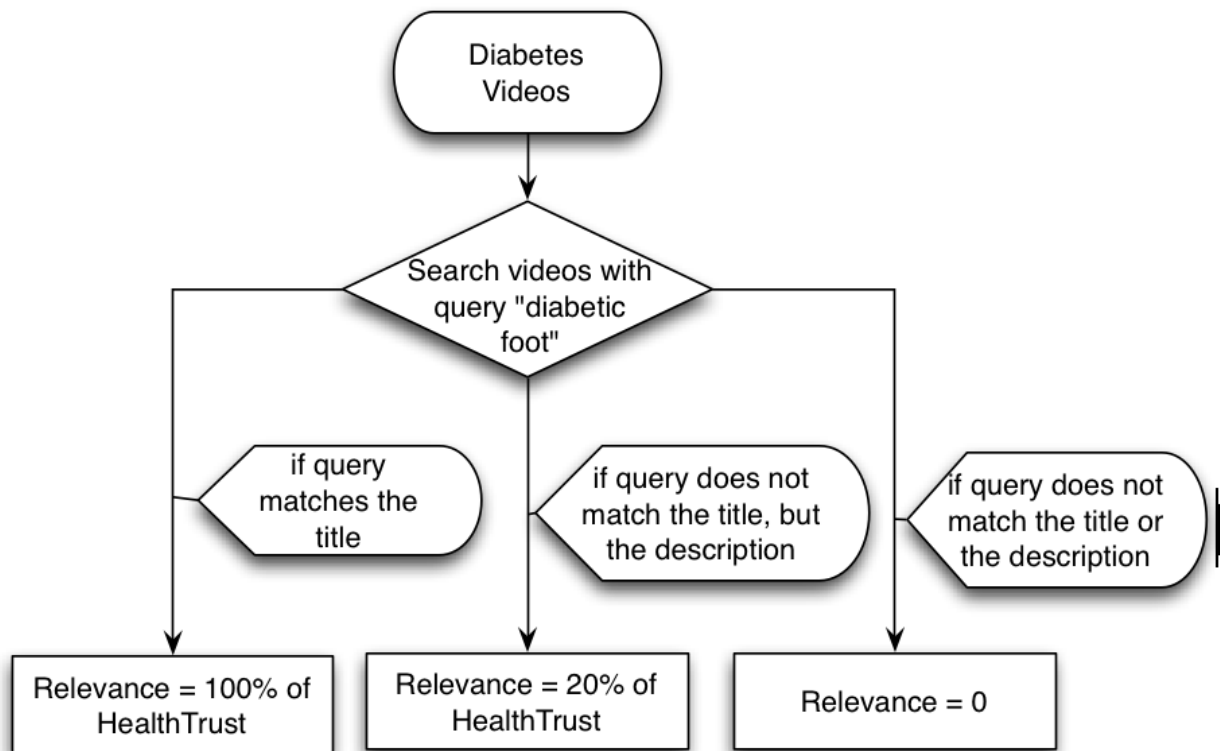 Diabetes
Videos
Search videos with
query "diabetic
foot"
if query
matches the
title
if query does not
match the title, but
the description
if query does not
match the title or
the description
Relevance = 100% of
HealthTrust
Relevance = 20% of
HealthTrust
Relevance = 0